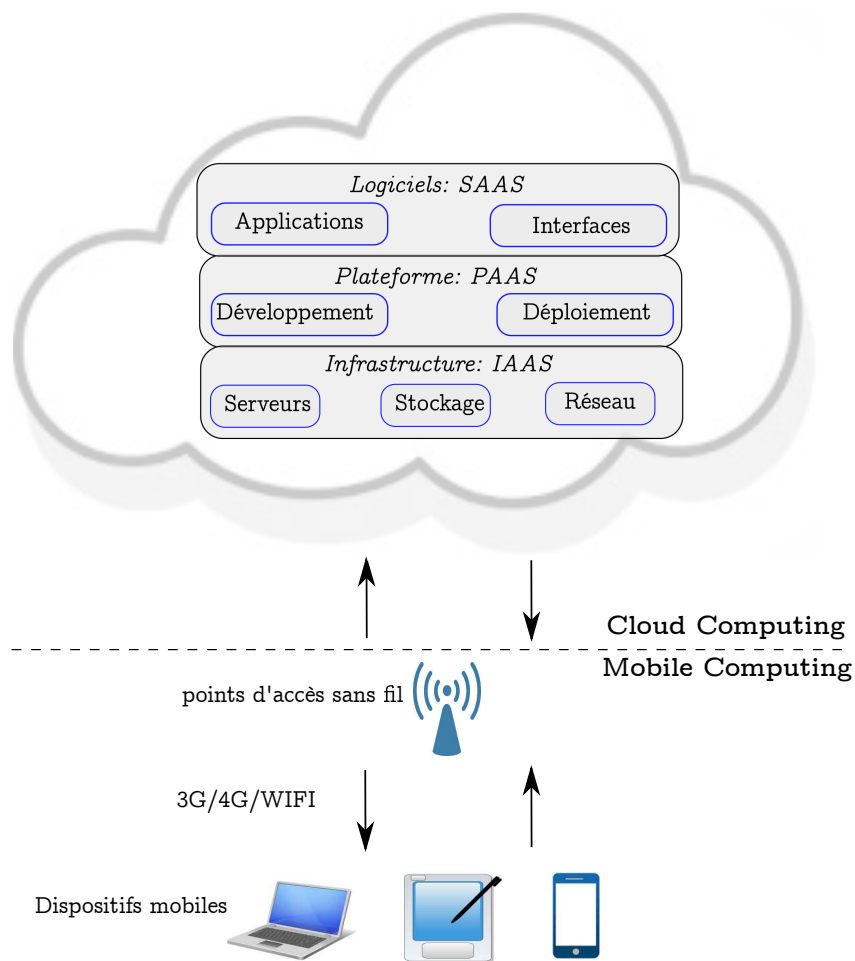 Logiciels: SAAS
Applications
Interfaces
Plateforme: PAAS
Développement
Déploiement
Infrastructure: IAAS
Serveurs
Stockage
Réseau
Cloud Computing
Mobile Computing
points d'accès sans fil
3G/4G/WIFI
Dispositifs mobiles